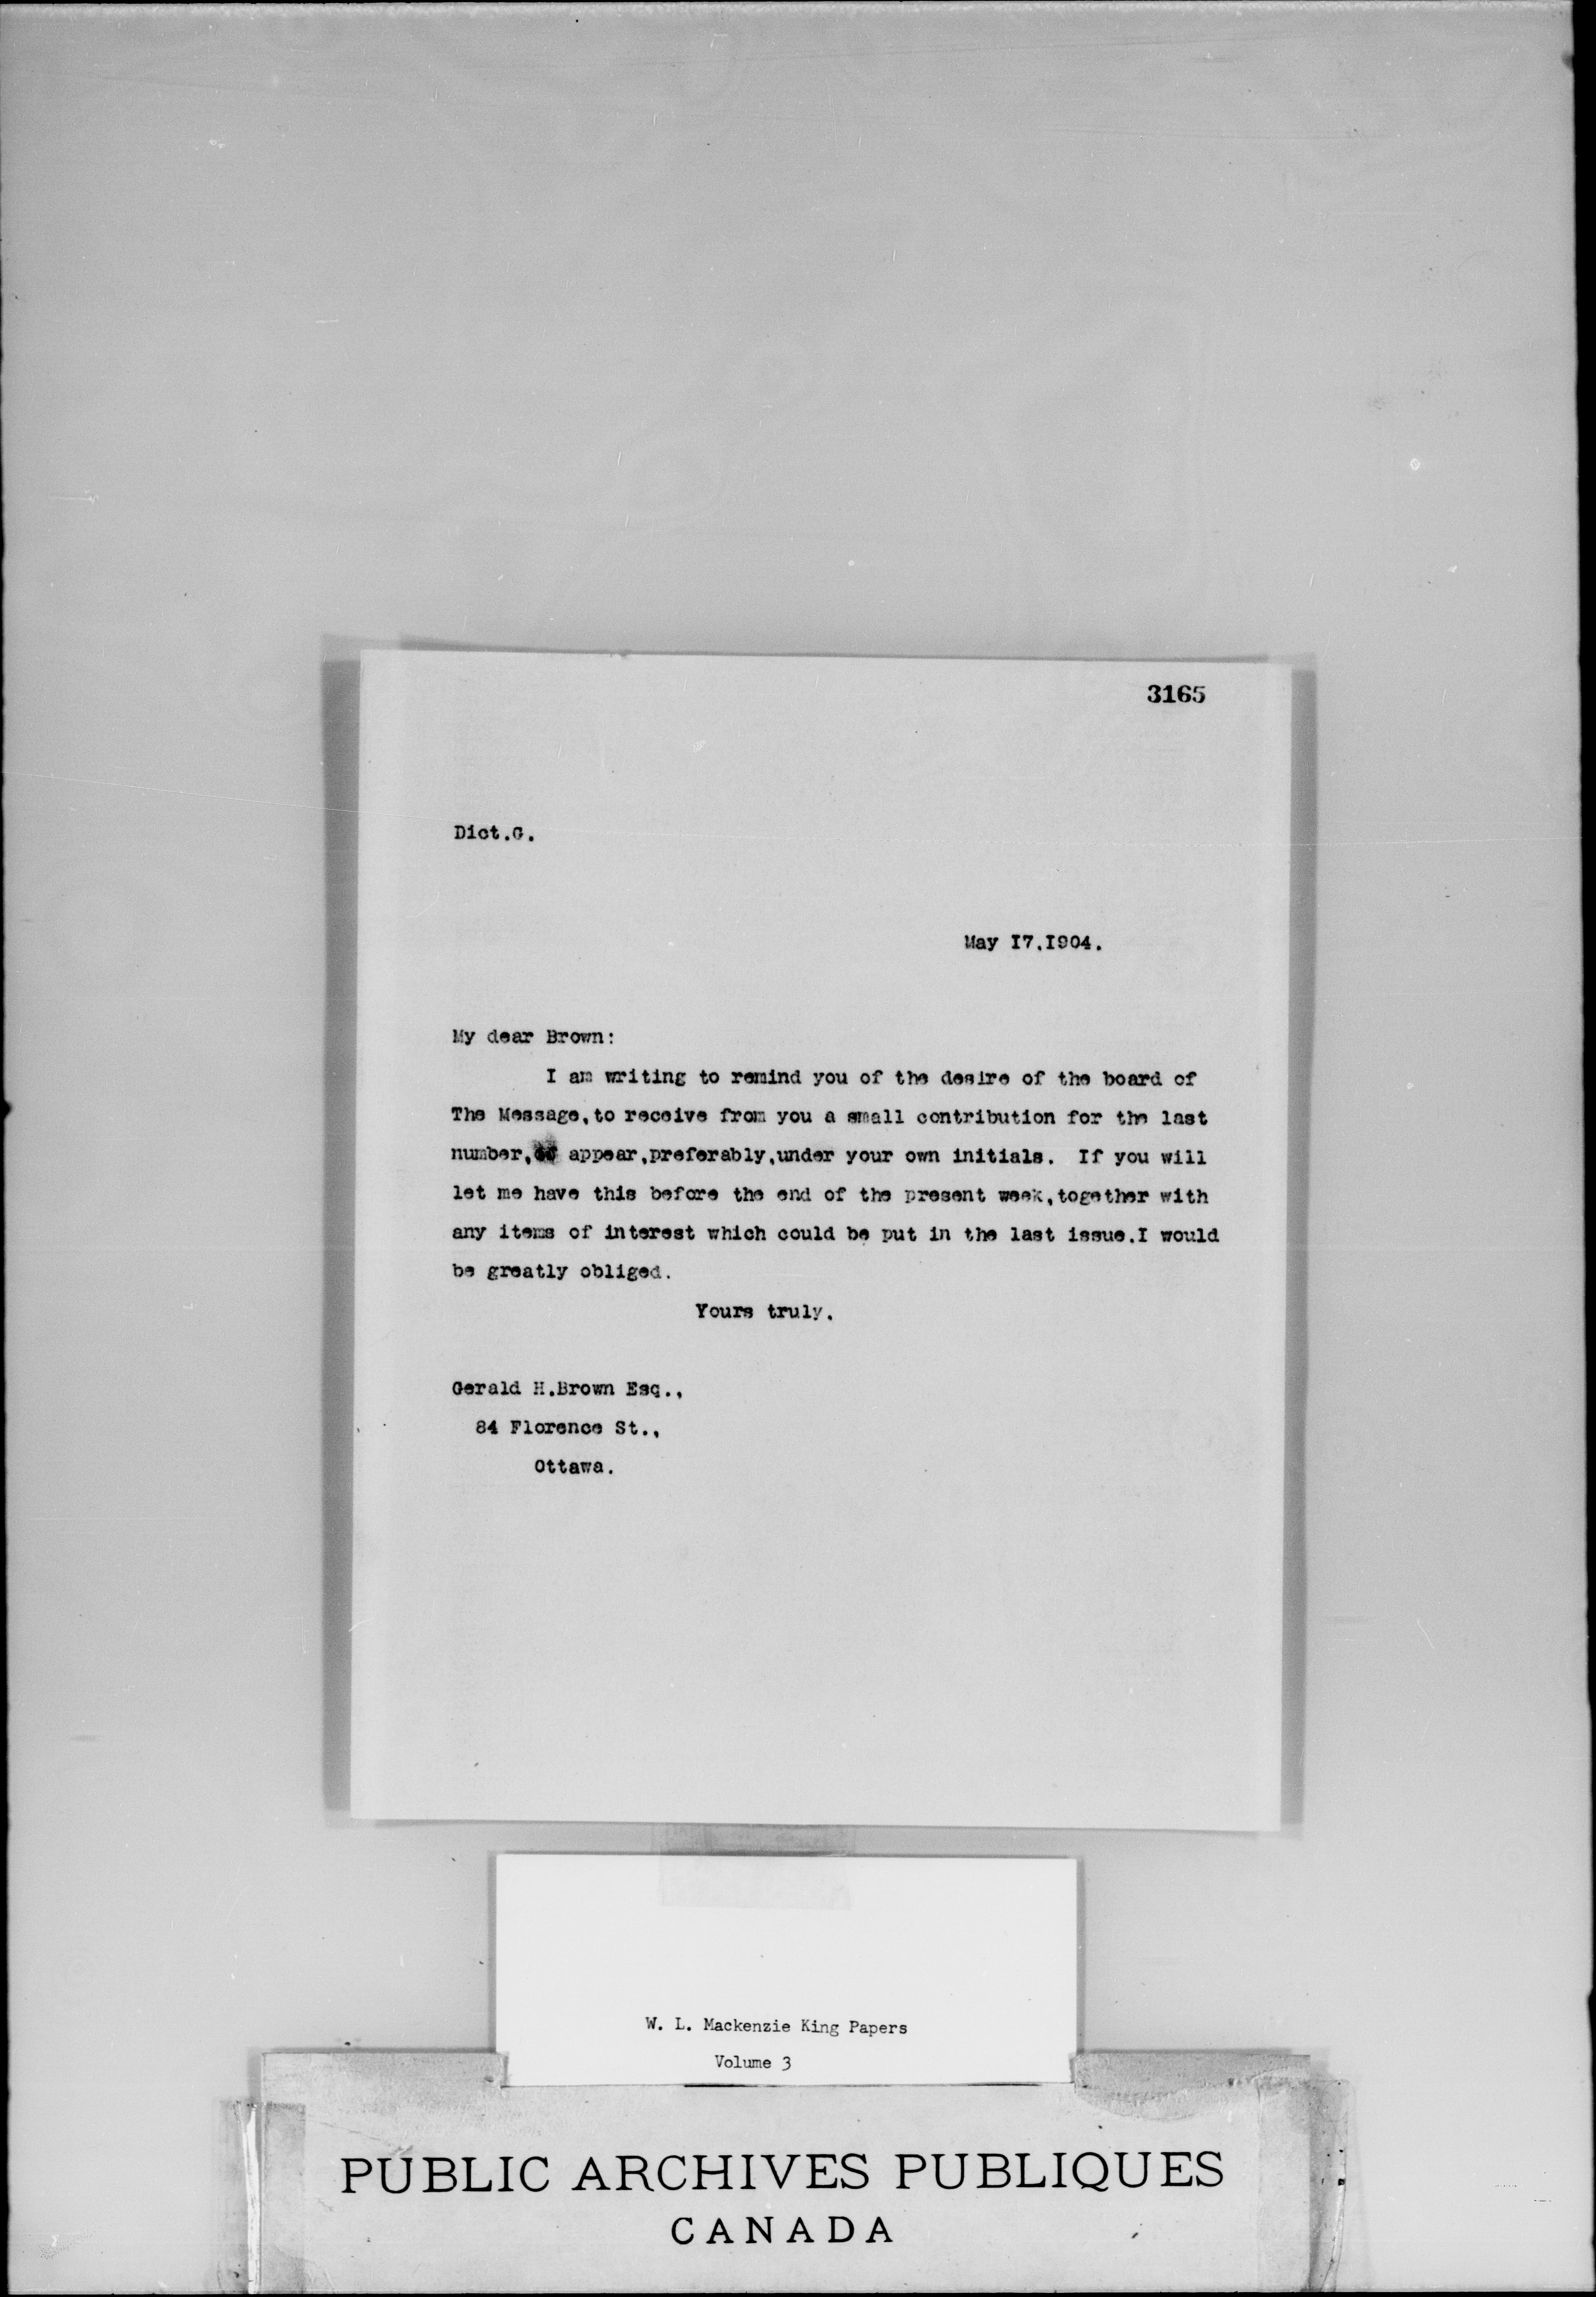 3165
Dict.G.
May I7.I904.
My dear Brown:
I am writing to remind you of the desire of the board of
The Message,to receive from you a small contribution for the last
number, appear,preferably,under your own initials. If you will
let me have this before the end of the present week,together with
any items of interest which could be put in the last issue.I would
be greatly obliged.
Yours truly.
Gerald H.Brown Esq.,
84 Florence St.,
Ottawa.
W. L. Mackenzie King Papers
Volume 3
PUBLIC ARCHIVES PUBLIQUES
CANADA